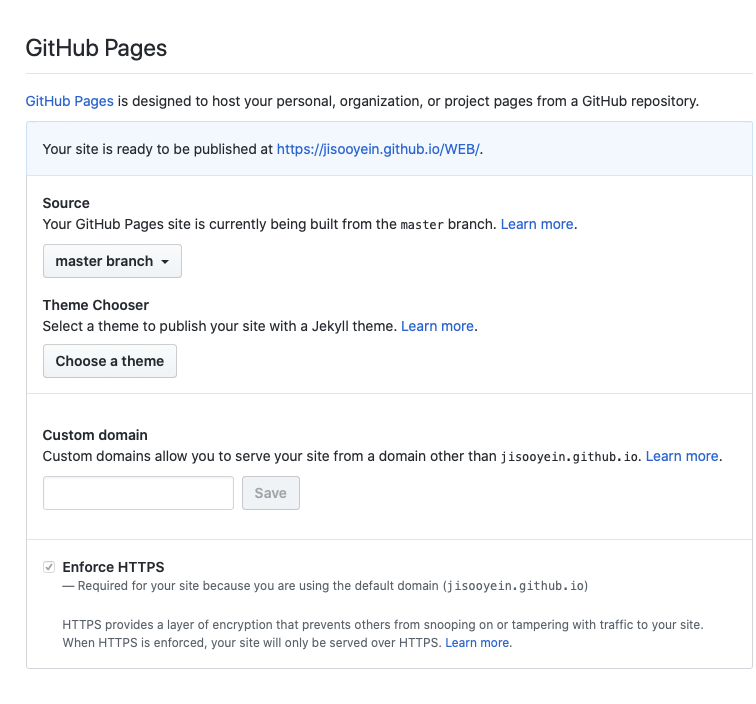 GitHub Pages
GitHub Pages is designed to host your personal, organization, or project pages from a GitHub repository.
Your site is ready to be published at https://jisooyein.github.io/WEB/.
Source
Your GitHub Pages site is currently being built from the master branch. Learn more.
master branch
Theme Chooser
Select a theme to publish your site with a Jekyll theme. Learn more.
Choose a theme
Custom domain
Custom domains allow you to serve your site from a domain other than jisooyein.github.io. Learn more.
Save
Enforce HTTPS
— Required for your site because you are using the default domain (jisooyein.github.io)
HTTPS provides a layer of encryption that prevents others from snooping on or tampering with traffic to your site.
When HTTPS is enforced, your site will only be served over HTTPS. Learn more.